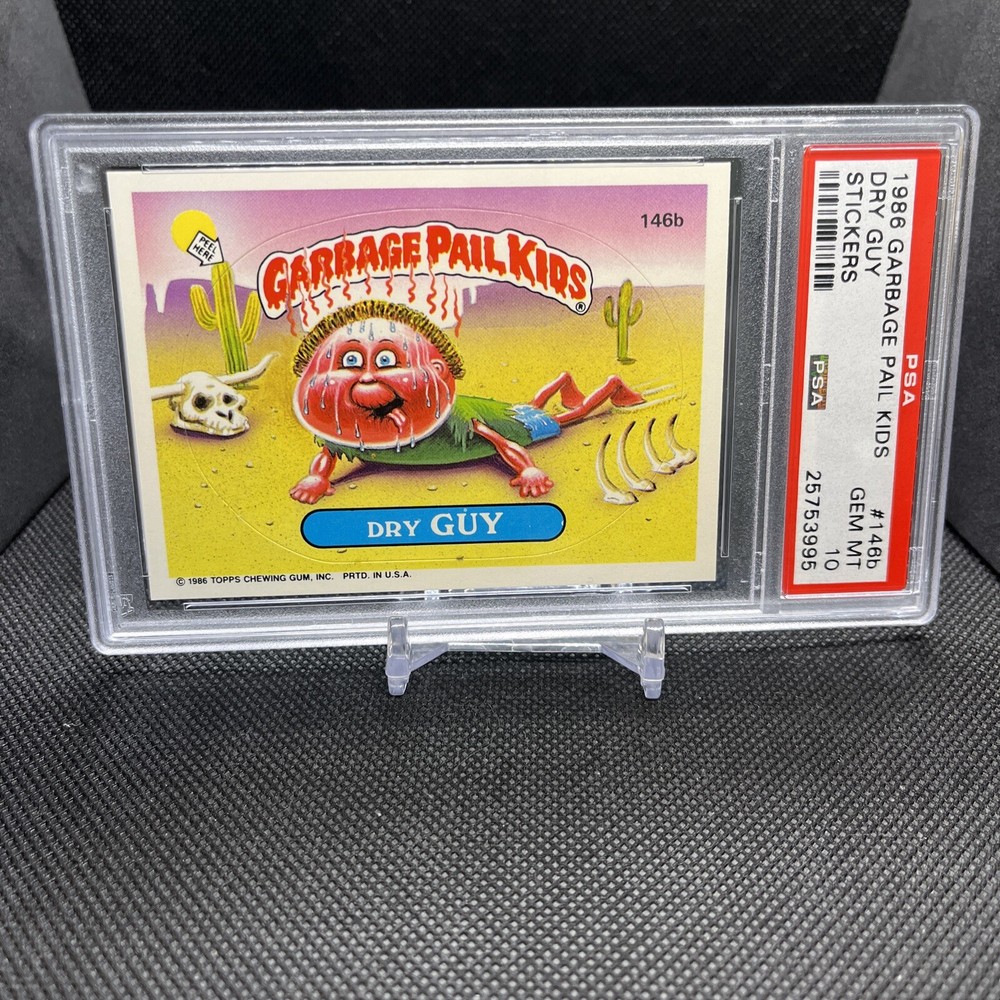 146b
PEEL
HERE
GARBAGE PAIL KIDS
®
DRY GUY
© 1986 TOPPS CHEWING GUM, INC. PRTD. IN U.S.A.
PSA
1986 GARBAGE PAIL KIDS #146b
DRY GUY GEM MT
STICKERS 10
PSA 25753995